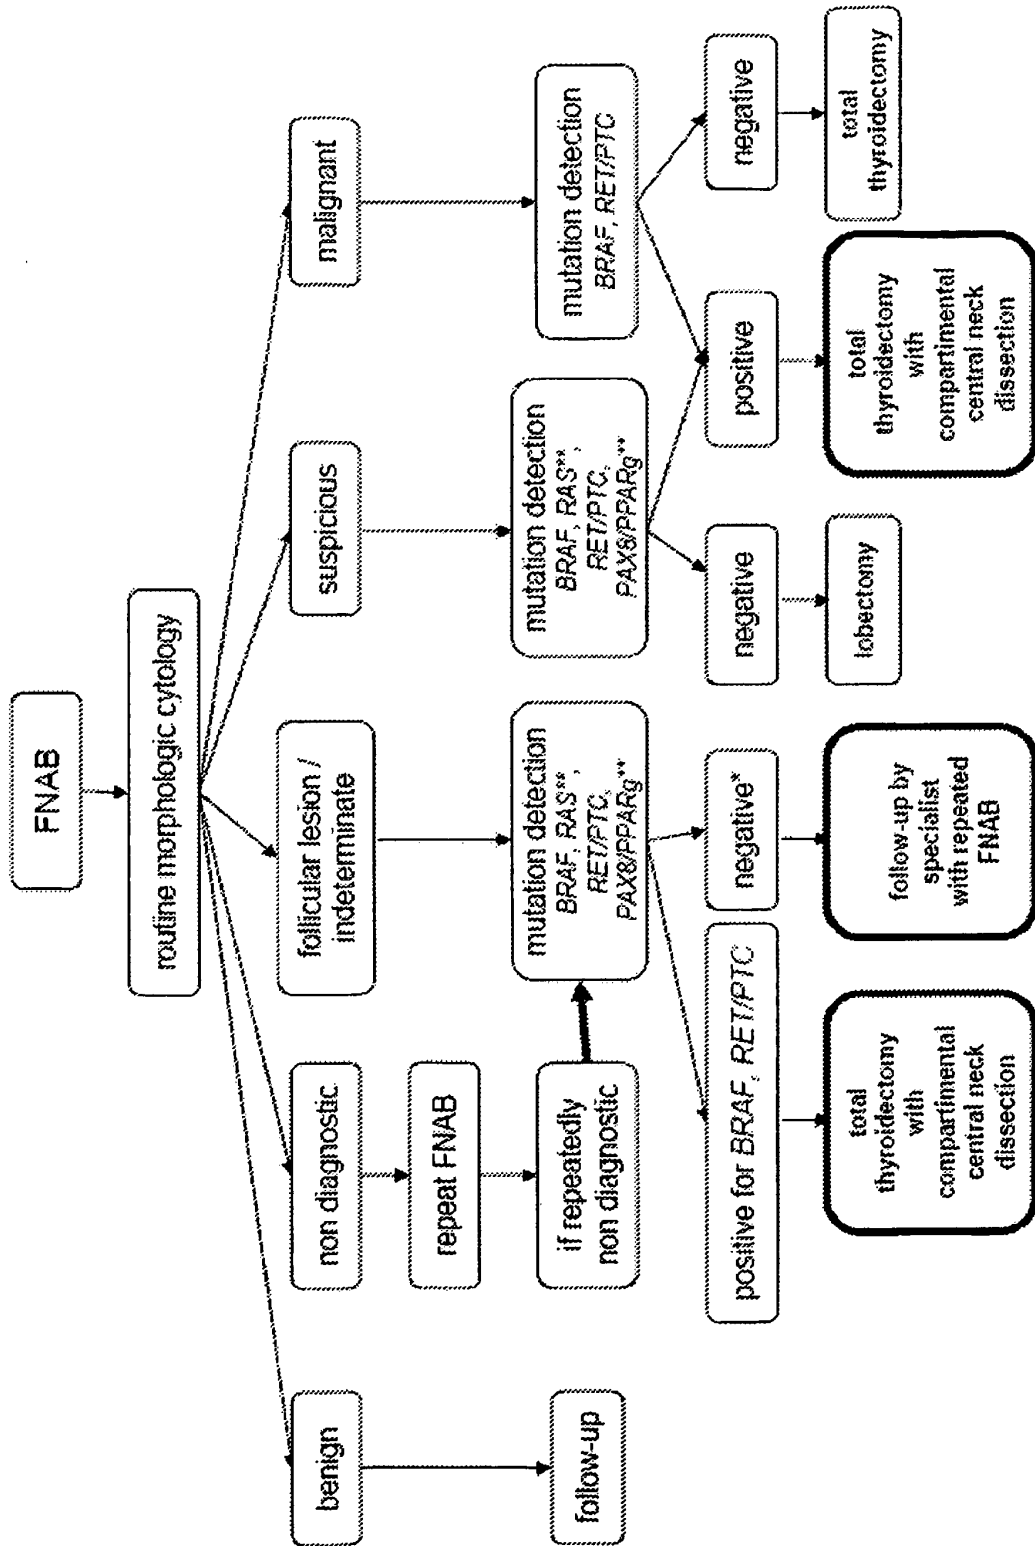 FNAB
routine morphologic cytology
benign
non diagnostic
follicular lesion /
indeterminate
suspicious
malignant
repeat FNAB
follow-up
if repeatedly
non diagnostic
mutation detection
BRAF, RAS**,
RET/PTC,
PAX8/PPARg**
mutation detection
BRAF, RAS**,
RET/PTC,
PAX8/PPARg**
mutation detection
BRAF, RET/PTC
positive for BRAF, RET/PTC
negative*
negative
positive
negative
total
thyroidectomy
with
compartimental
central neck
dissection
follow-up by
specialist
with repeated
FNAB
lobectomy
total
thyroidectomy
with
compartimental
central neck
dissection
total
thyroidectomy